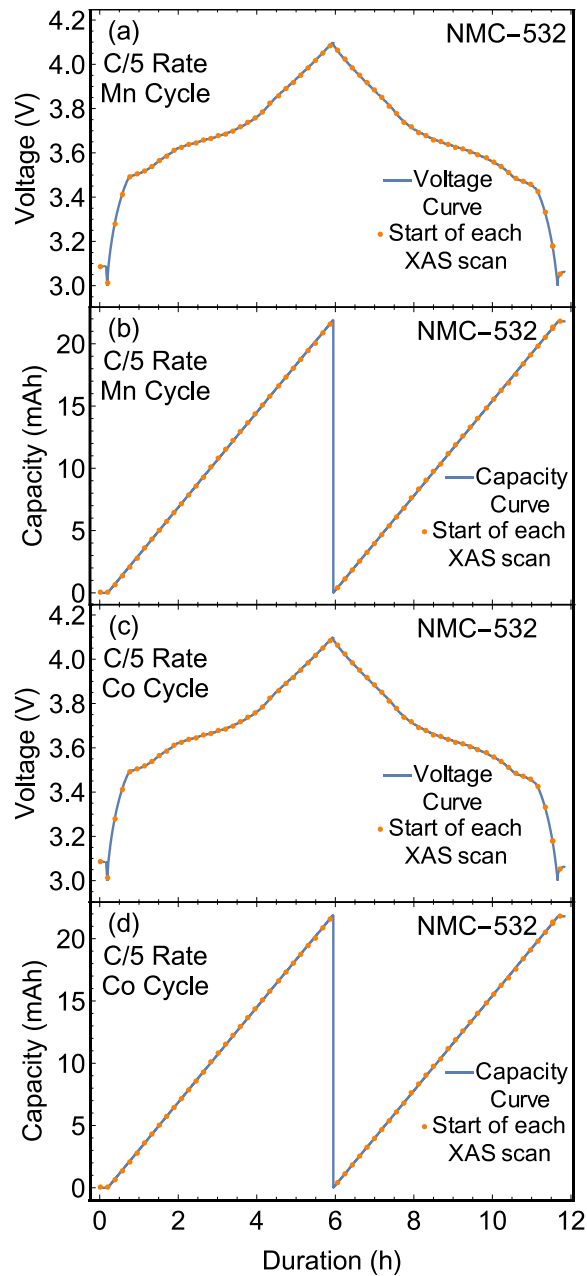 (a)
NMC−532
C/5 Rate
Mn Cycle
Voltage (V)
4.2
4.0
3.8
3.6
3.4
3.2
3.0
Voltage
Curve
Start of each
XAS scan
(b)
NMC−532
C/5 Rate
Mn Cycle
Capacity (mAh)
20
15
10
5
0
Capacity
Curve
Start of each
XAS scan
(c)
NMC−532
C/5 Rate
Co Cycle
Voltage (V)
4.2
4.0
3.8
3.6
3.4
3.2
3.0
Voltage
Curve
Start of each
XAS scan
(d)
NMC−532
C/5 Rate
Co Cycle
Capacity (mAh)
20
15
10
5
0
Capacity
Curve
Start of each
XAS scan
0 2 4 6 8 10 12
Duration (h)